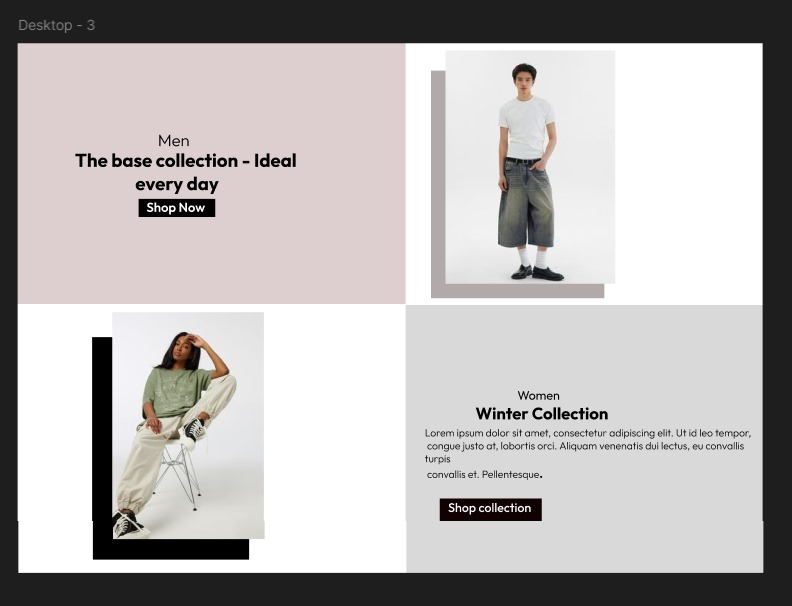 Desktop - 3
Men
The base collection - Ideal
every day
Shop Now
Women
Winter Collection
Lorem ipsum dolor sit amet, consectetur adipiscing elit. Ut id leo tempor,
congue justo at, lobortis orci. Aliquam venenatis dui lectus, eu convallis
turpis
convallis et. Pellentesque.
Shop collection